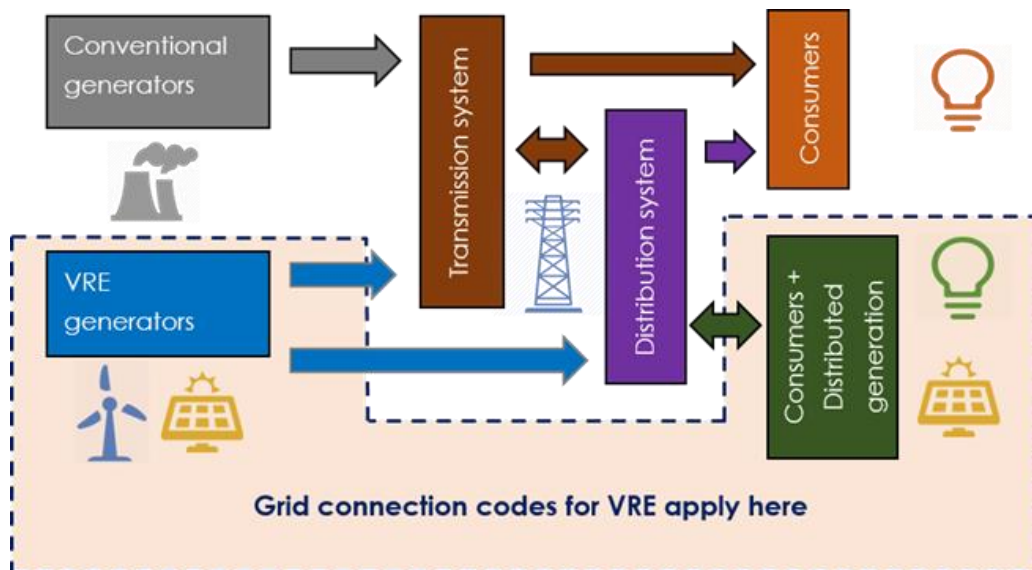 Conventional
generators
Transmission system
Distribution system
Consumers
VRE
generators
Consumers +
Distributed
generation
Grid connection codes for VRE apply here